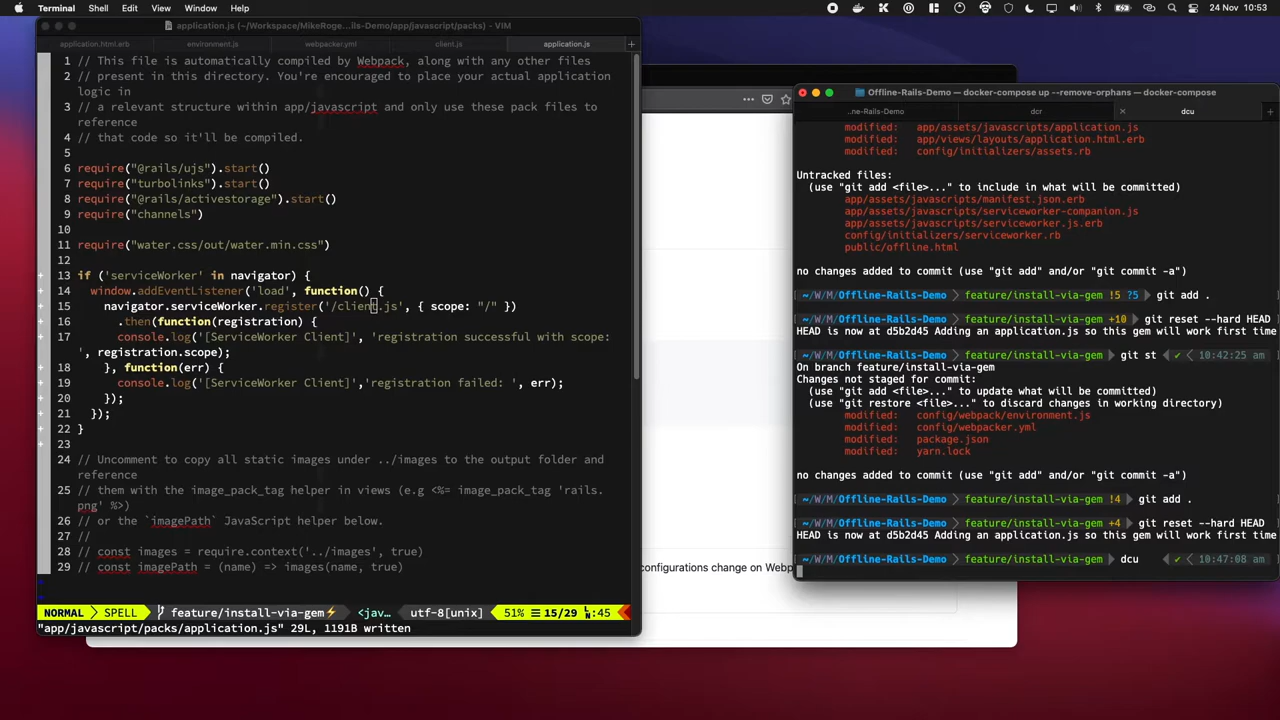 Terminal Shell Edit View Window Help 24 Nov 10:53
application.js (~/Workspace/MikeRoge...ils-Demo/app/javascript/packs) - VIM
application.html.erb environment.js webpacker.yml client.js application.js +
1 // This file is automatically compiled by Webpack, along with any other files
2 // present in this directory. You're encouraged to place your actual application
logic in
3 // a relevant structure within app/javascript and only use these pack files to
reference
4 // that code so it'll be compiled.
5
6 require("@rails/ujs").start()
7 require("turbolinks").start()
8 require("@rails/activestorage").start()
9 require("channels")
10
11 require("water.css/out/water.min.css")
12
13 if ('serviceWorker' in navigator) {
14 window.addEventListener('load', function() {
15 navigator.serviceWorker.register('/client.js', { scope: "/" })
16 .then(function(registration) {
17 console.log('[ServiceWorker Client]', 'registration successful with scope:
', registration.scope);
18 }, function(err) {
19 console.log('[ServiceWorker Client]','registration failed: ', err);
20 });
21 });
22 }
23
24 // Uncomment to copy all static images under ../images to the output folder and
reference
25 // them with the image_pack_tag helper in views (e.g <%= image_pack_tag 'rails.
png' %>)
26 // or the `imagePath` JavaScript helper below.
27 //
28 // const images = require.context('../images', true)
29 // const imagePath = (name) => images(name, true)
NORMAL SPELL feature/install-via-gem⚡ <jav… utf-8[unix] 51% ☰ 15/29 :45
"app/javascript/packs/application.js" 29L, 1191B written
configurations change on Webp
Offline-Rails-Demo — docker-compose up --remove-orphans — docker-compose
..ne-Rails-Demo dcr dcu +
modified: app/assets/javascripts/application.js
modified: app/views/layouts/application.html.erb
modified: config/initializers/assets.rb
Untracked files:
(use "git add <file>..." to include in what will be committed)
app/assets/javascripts/manifest.json.erb
app/assets/javascripts/serviceworker-companion.js
app/assets/javascripts/serviceworker.js.erb
config/initializers/serviceworker.rb
public/offline.html
no changes added to commit (use "git add" and/or "git commit -a")
~/W/M/Offline-Rails-Demo feature/install-via-gem !5 ?5 git add .
~/W/M/Offline-Rails-Demo feature/install-via-gem +10 git reset --hard HEAD
HEAD is now at d5b2d45 Adding an application.js so this gem will work first time
~/W/M/Offline-Rails-Demo feature/install-via-gem git st ✔ 10:42:25 am
On branch feature/install-via-gem
Changes not staged for commit:
(use "git add <file>..." to update what will be committed)
(use "git restore <file>..." to discard changes in working directory)
modified: config/webpack/environment.js
modified: config/webpacker.yml
modified: package.json
modified: yarn.lock
no changes added to commit (use "git add" and/or "git commit -a")
~/W/M/Offline-Rails-Demo feature/install-via-gem !4 git add .
~/W/M/Offline-Rails-Demo feature/install-via-gem +4 git reset --hard HEAD
HEAD is now at d5b2d45 Adding an application.js so this gem will work first time
~/W/M/Offline-Rails-Demo feature/install-via-gem dcu ✔ 10:47:08 am